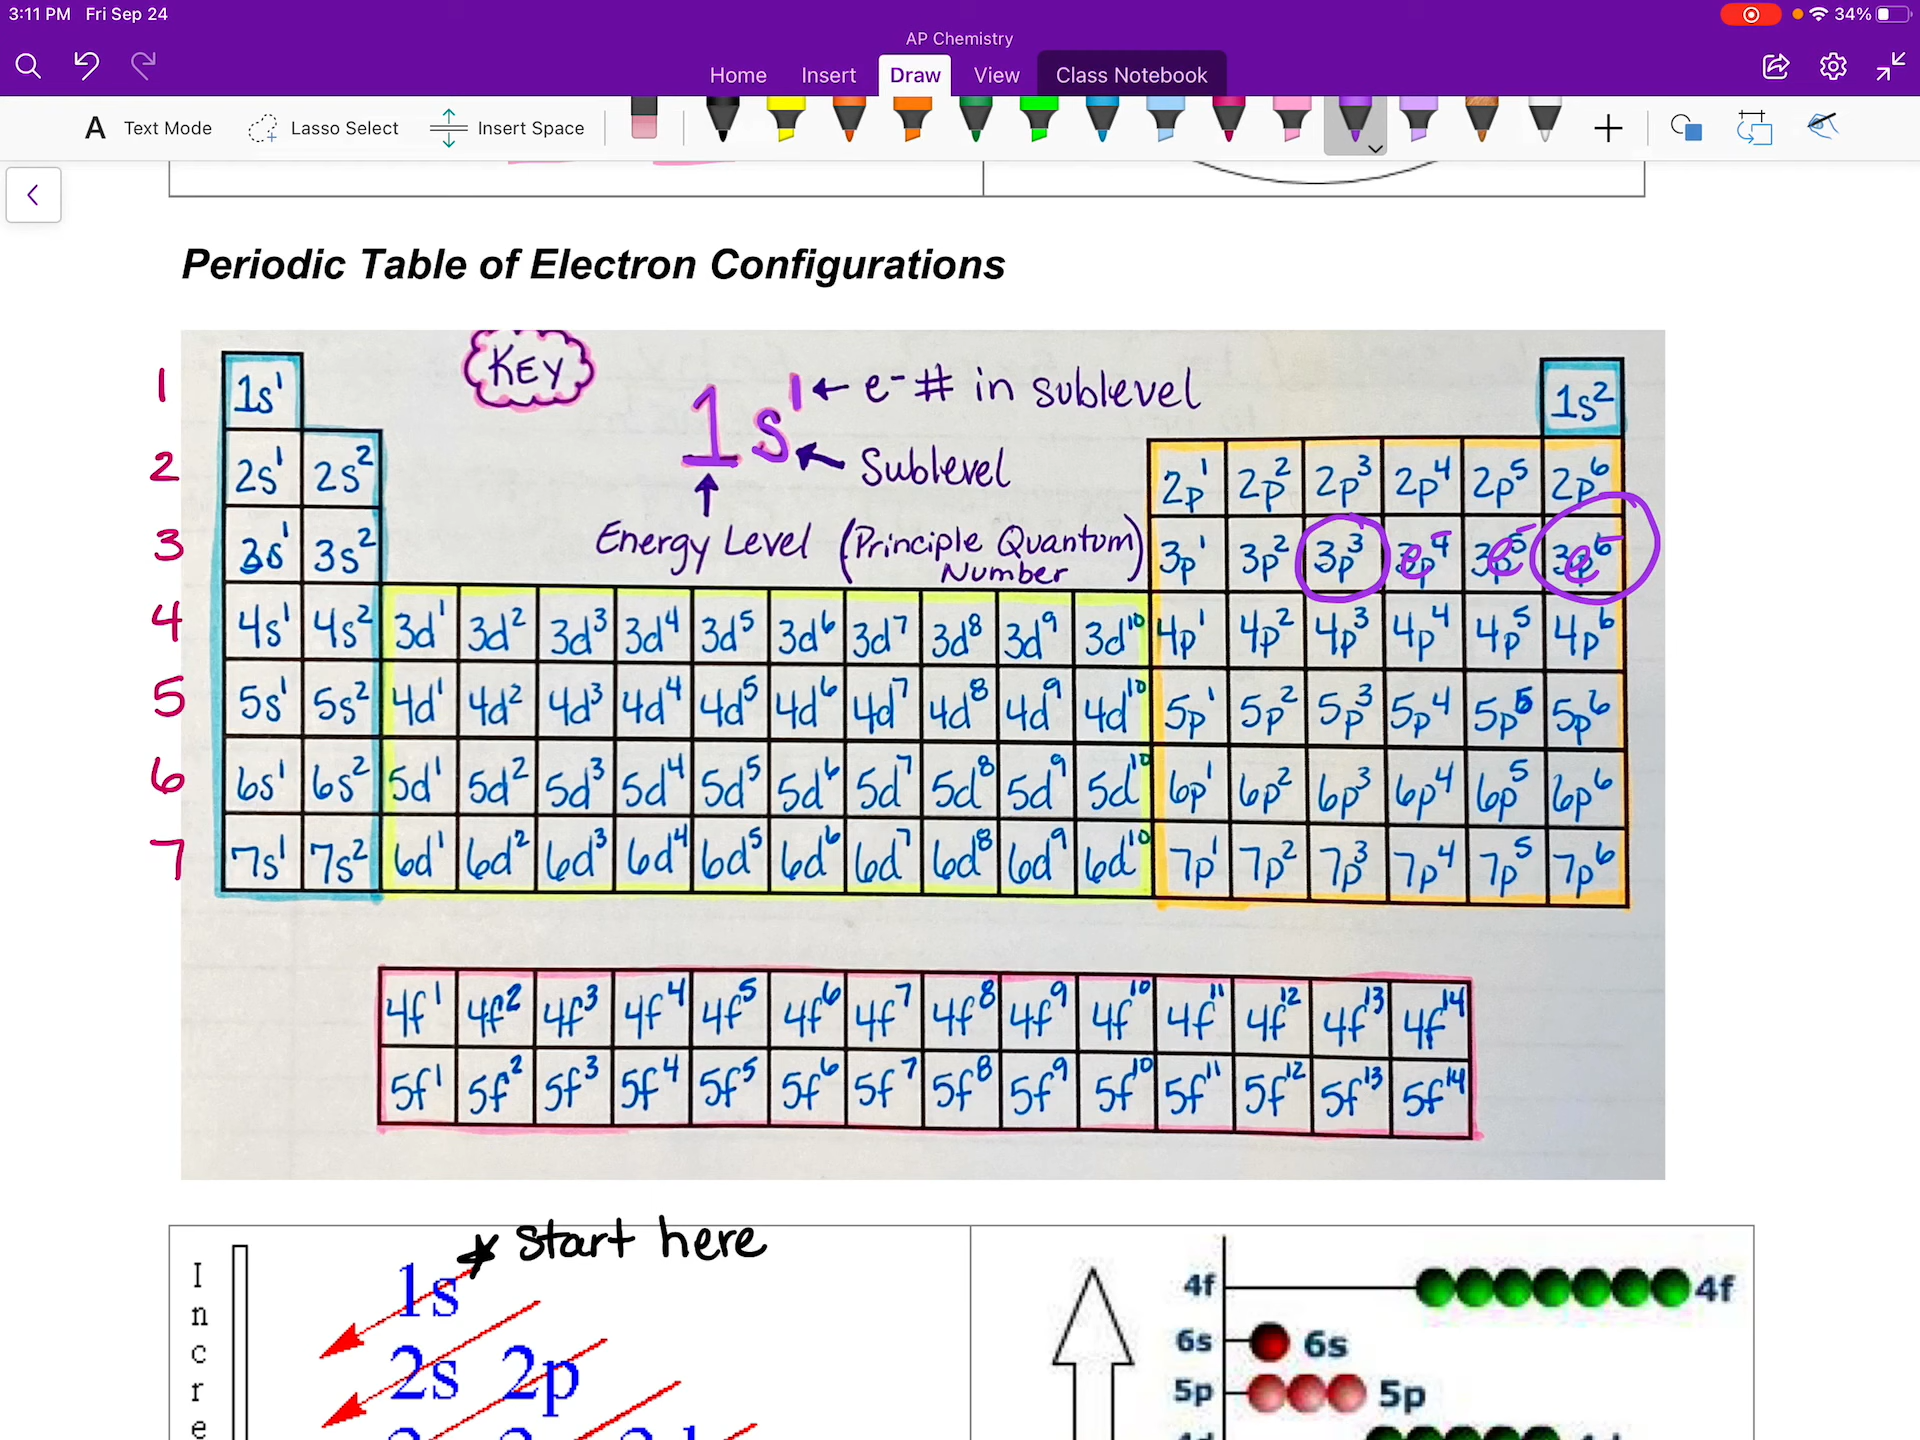 3:11 PM Fri Sep 24
34%
AP Chemistry
Home Insert Draw View Class Notebook
A Text Mode Lasso Select Insert Space
Periodic Table of Electron Configurations
KEY
1s¹ ← e⁻ # in sublevel
Sublevel
Energy Level (Principle Quantum Number)
1 1s¹ 1s²
2 2s¹ 2s² 2p¹ 2p² 2p³ 2p⁴ 2p⁵ 2p⁶
3 3s¹ 3s² 3p¹ 3p² 3p³ 3p⁴ e⁻ 3p⁵ e⁻ 3p⁶ e⁻
4 4s¹ 4s² 3d¹ 3d² 3d³ 3d⁴ 3d⁵ 3d⁶ 3d⁷ 3d⁸ 3d⁹ 3d¹⁰ 4p¹ 4p² 4p³ 4p⁴ 4p⁵ 4p⁶
5 5s¹ 5s² 4d¹ 4d² 4d³ 4d⁴ 4d⁵ 4d⁶ 4d⁷ 4d⁸ 4d⁹ 4d¹⁰ 5p¹ 5p² 5p³ 5p⁴ 5p⁵ 5p⁶
6 6s¹ 6s² 5d¹ 5d² 5d³ 5d⁴ 5d⁵ 5d⁶ 5d⁷ 5d⁸ 5d⁹ 5d¹⁰ 6p¹ 6p² 6p³ 6p⁴ 6p⁵ 6p⁶
7 7s¹ 7s² 6d¹ 6d² 6d³ 6d⁴ 6d⁵ 6d⁶ 6d⁷ 6d⁸ 6d⁹ 6d¹⁰ 7p¹ 7p² 7p³ 7p⁴ 7p⁵ 7p⁶
4f¹ 4f² 4f³ 4f⁴ 4f⁵ 4f⁶ 4f⁷ 4f⁸ 4f⁹ 4f¹⁰ 4f¹¹ 4f¹² 4f¹³ 4f¹⁴
5f¹ 5f² 5f³ 5f⁴ 5f⁵ 5f⁶ 5f⁷ 5f⁸ 5f⁹ 5f¹⁰ 5f¹¹ 5f¹² 5f¹³ 5f¹⁴
start here
Incre
1s
2s 2p
4f 4f
6s 6s
5p 5p